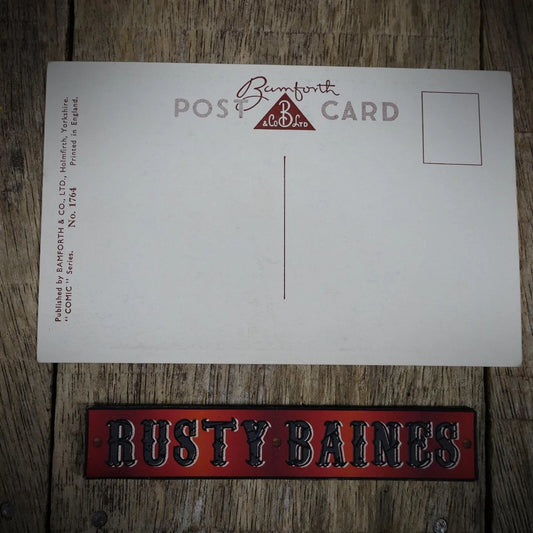 Bamforth
POST CARD
B
& Co LTD
Published by BAMFORTH & CO., LTD., Holmfirth, Yorkshire.
"COMIC" Series. No. 1764 Printed in England.
RUSTY BAINES